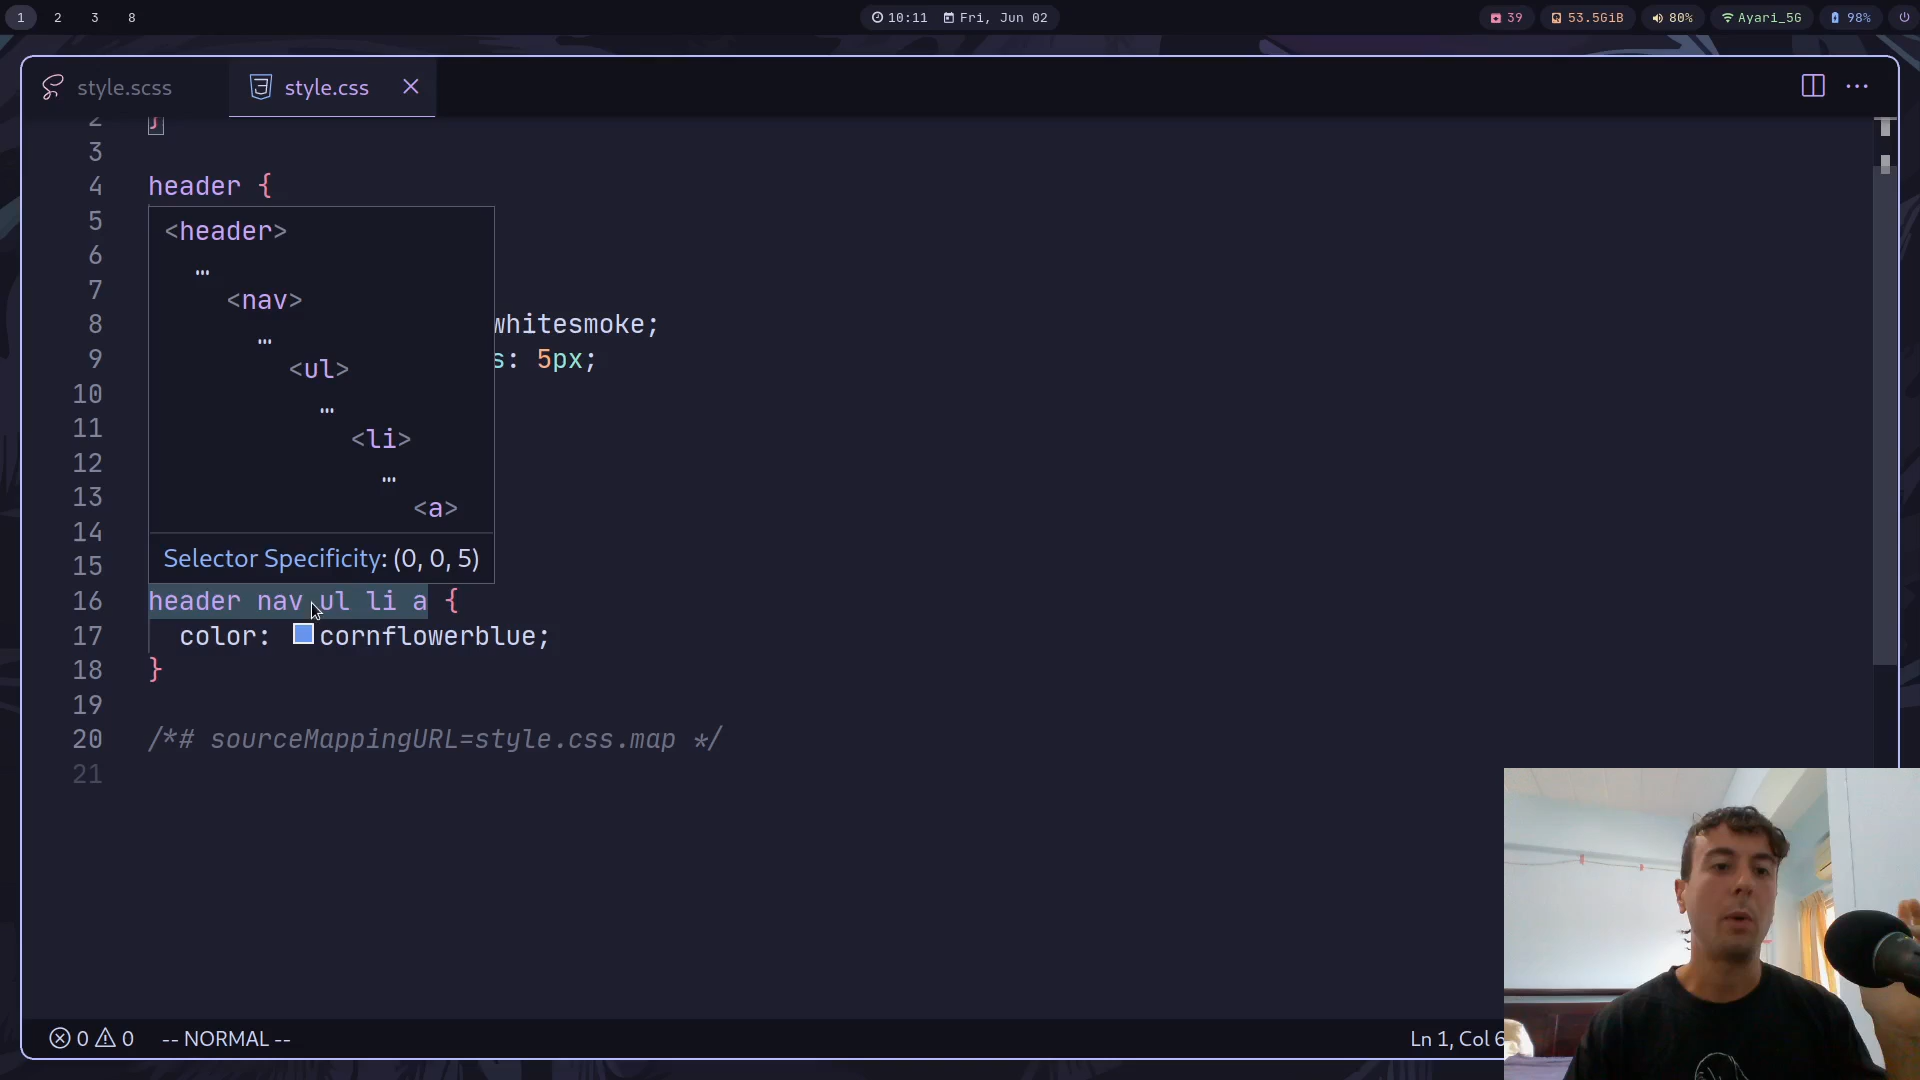 1 2 3 8
10:11 Fri, Jun 02
39 53.5GiB 80% Ayari_5G 98%
style.scss style.css
2 }
3
4 header {
5 <header>
6 …
7 <nav>
8 … whitesmoke;
9 <ul> s: 5px;
10 …
11 <li>
12
13 …
14 <a>
15 Selector Specificity: (0, 0, 5)
16 header nav ul li a {
17 color: cornflowerblue;
18 }
19
20 /*# sourceMappingURL=style.css.map */
21
0 0 -- NORMAL -- Ln 1, Col